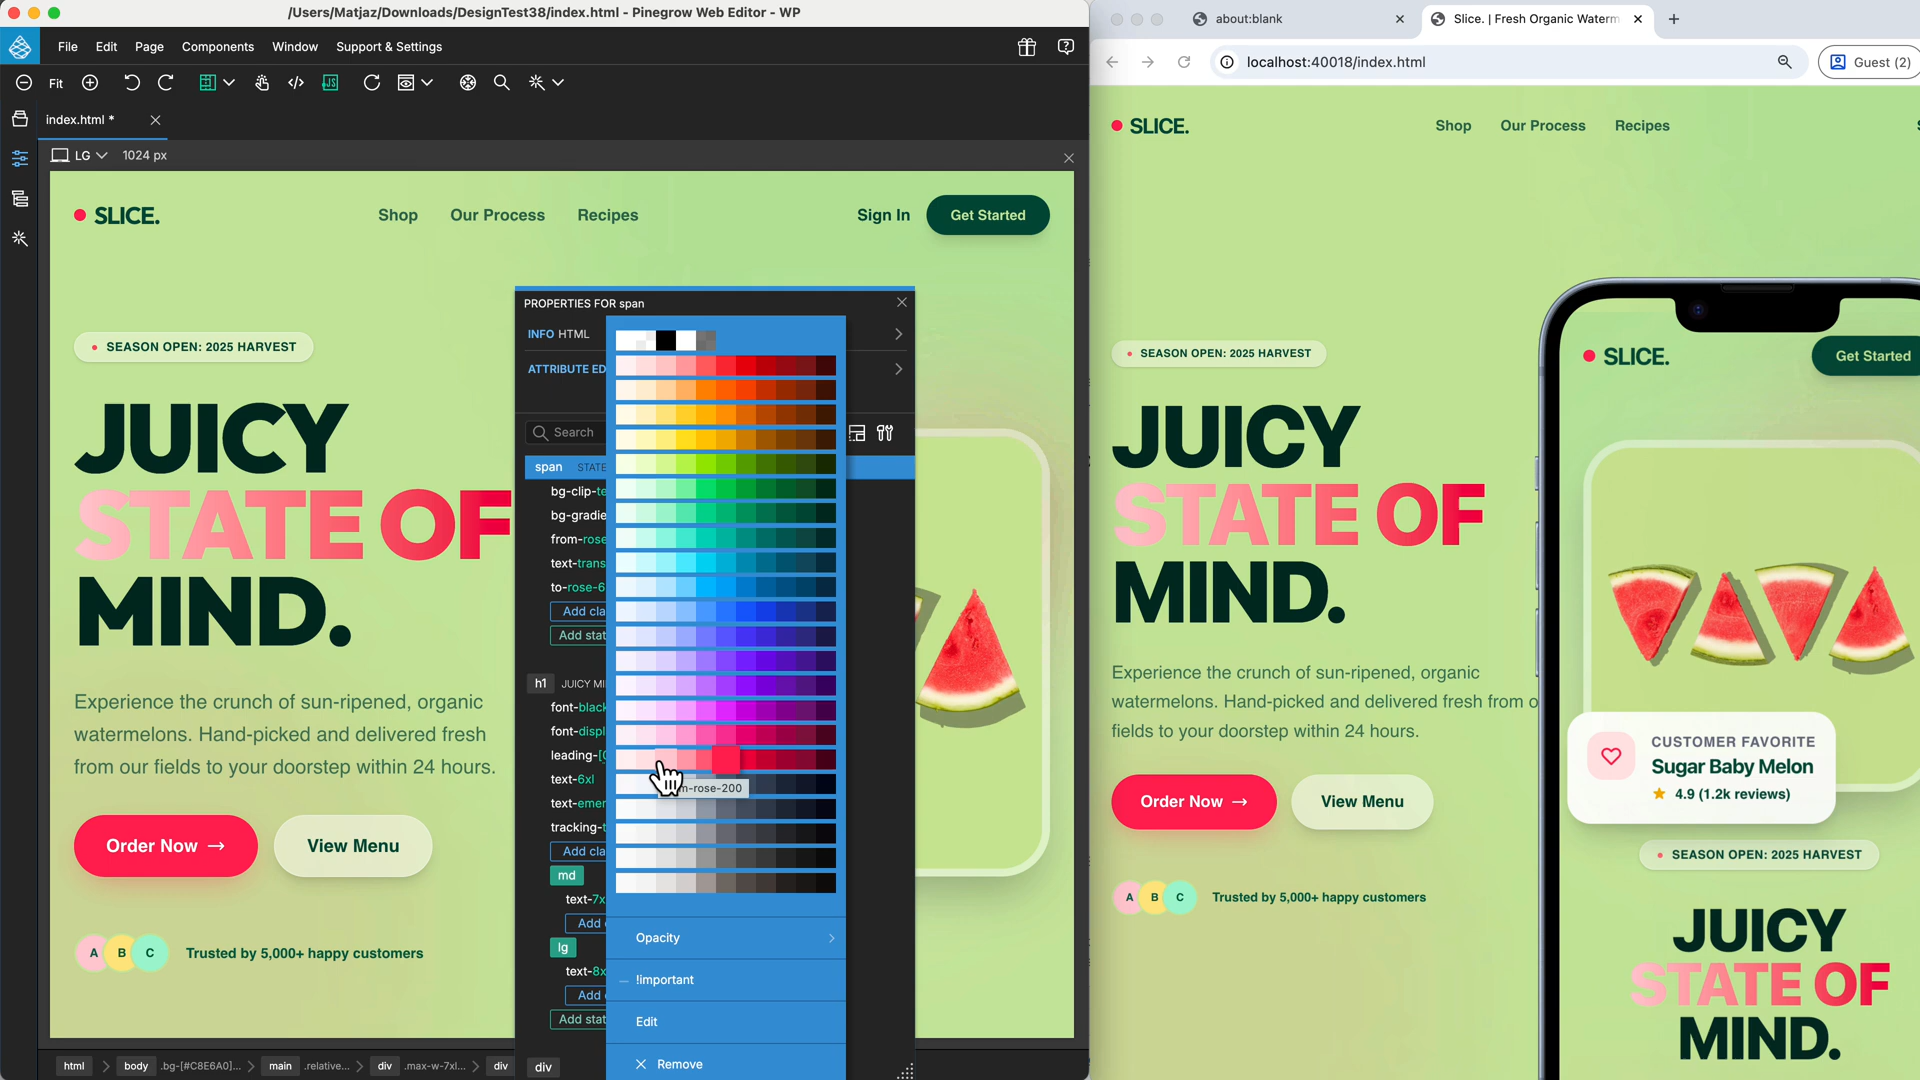 /Users/Matjaz/Downloads/DesignTest38/index.html - Pinegrow Web Editor - WP
File Edit Page Components Window Support & Settings
Fit
index.html *
LG 1024 px
SLICE.
Shop Our Process Recipes
Sign In Get Started
SEASON OPEN: 2025 HARVEST
JUICY
STATE OF
MIND.
Experience the crunch of sun-ripened, organic
watermelons. Hand-picked and delivered fresh
from our fields to your doorstep within 24 hours.
Order Now → View Menu
A B C Trusted by 5,000+ happy customers
PROPERTIES FOR span
INFO HTML
ATTRIBUTE ED
Search
span STATE
bg-clip-te
bg-gradie
from-rose
text-trans
to-rose-6
Add cla
Add stat
h1 JUICY MI
font-black
font-displ
leading-[
text-6xl
text-emer
tracking-t
Add cla
md
text-7x
Add
lg
text-8x
Add
Add stat
m-rose-200
Opacity
!important
Edit
Remove
html body .bg-[#C8E6A0]... main .relative... div .max-w-7xl... div div
about:blank
Slice. | Fresh Organic Waterm
localhost:40018/index.html
Guest (2)
SLICE.
Shop Our Process Recipes
SEASON OPEN: 2025 HARVEST
JUICY
STATE OF
MIND.
Experience the crunch of sun-ripened, organic
watermelons. Hand-picked and delivered fresh from o
fields to your doorstep within 24 hours.
Order Now → View Menu
A B C Trusted by 5,000+ happy customers
SLICE.
Get Started
CUSTOMER FAVORITE
Sugar Baby Melon
4.9 (1.2k reviews)
SEASON OPEN: 2025 HARVEST
JUICY
STATE OF
MIND.